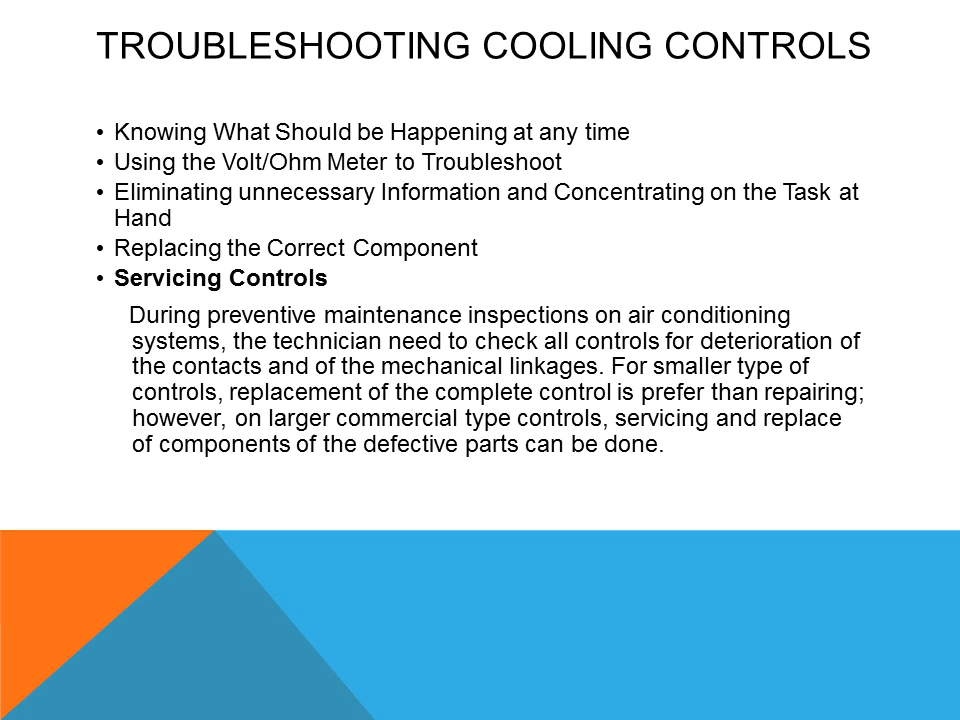 TROUBLESHOOTING COOLING CONTROLS
• Knowing What Should be Happening at any time
• Using the Volt/Ohm Meter to Troubleshoot
• Eliminating unnecessary Information and Concentrating on the Task at
Hand
• Replacing the Correct Component
• Servicing Controls
During preventive maintenance inspections on air conditioning
systems, the technician need to check all controls for deterioration of
the contacts and of the mechanical linkages. For smaller type of
controls, replacement of the complete control is prefer than repairing;
however, on larger commercial type controls, servicing and replace
of components of the defective parts can be done.